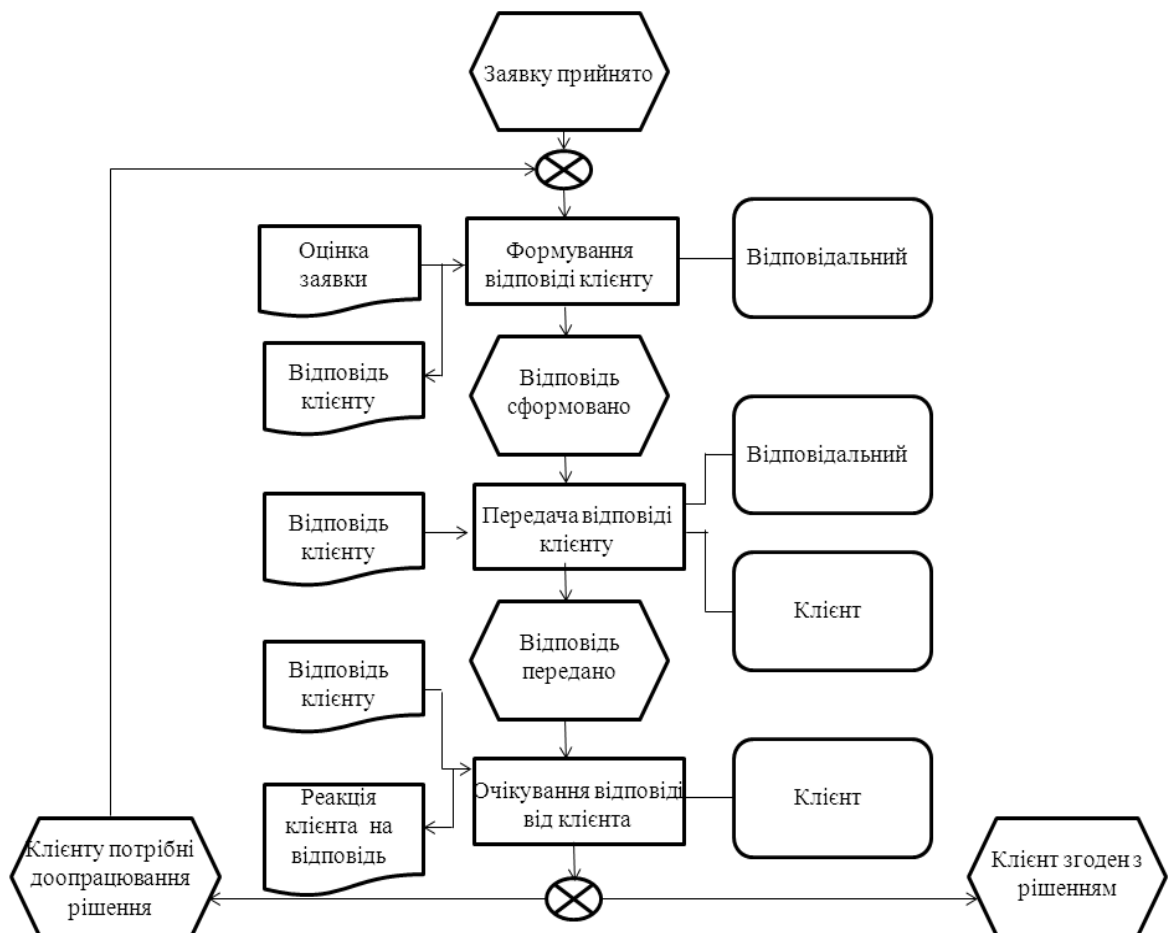 Заявку прийнято
Оцінка
заявки
Формування
відповіді клієнту
Відповідальний
Відповідь
клієнту
Відповідь
сформовано
Відповідальний
Відповідь
клієнту
Передача відповіді
клієнту
Клієнт
Відповідь
клієнту
Відповідь
передано
Реакція
клієнта на
відповідь
Очікування відповіді
від клієнта
Клієнт
Клієнту потрібні
доопрацювання
рішення
Клієнт згоден з
рішенням